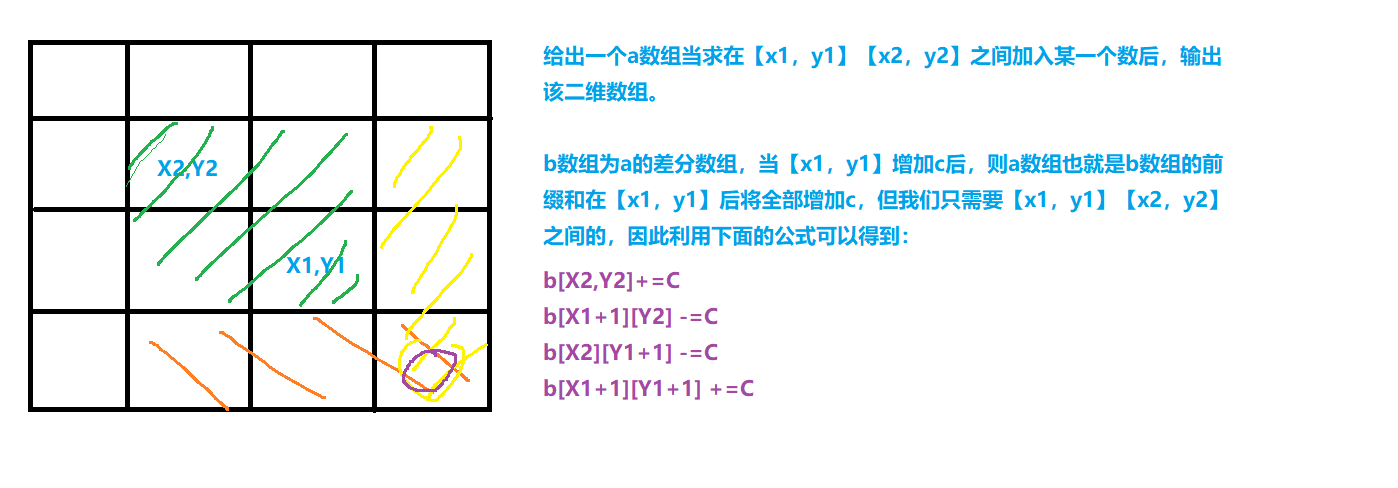 X2,Y2
X1,Y1
给出一个a数组当求在【x1，y1】【x2，y2】之间加入某一个数后，输出
该二维数组。
b数组为a的差分数组，当【x1，y1】增加c后，则a数组也就是b数组的前
缀和在【x1，y1】后将全部增加c，但我们只需要【x1，y1】【x2，y2】
之间的，因此利用下面的公式可以得到：
b[X2,Y2]+=C
b[X1+1][Y2] -=C
b[X2][Y1+1] -=C
b[X1+1][Y1+1] +=C